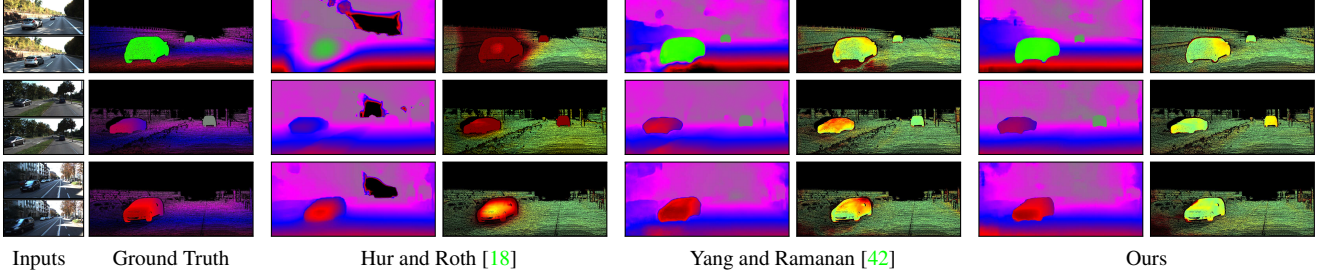 Inputs Ground Truth Hur and Roth [18] Yang and Ramanan [42] Ours